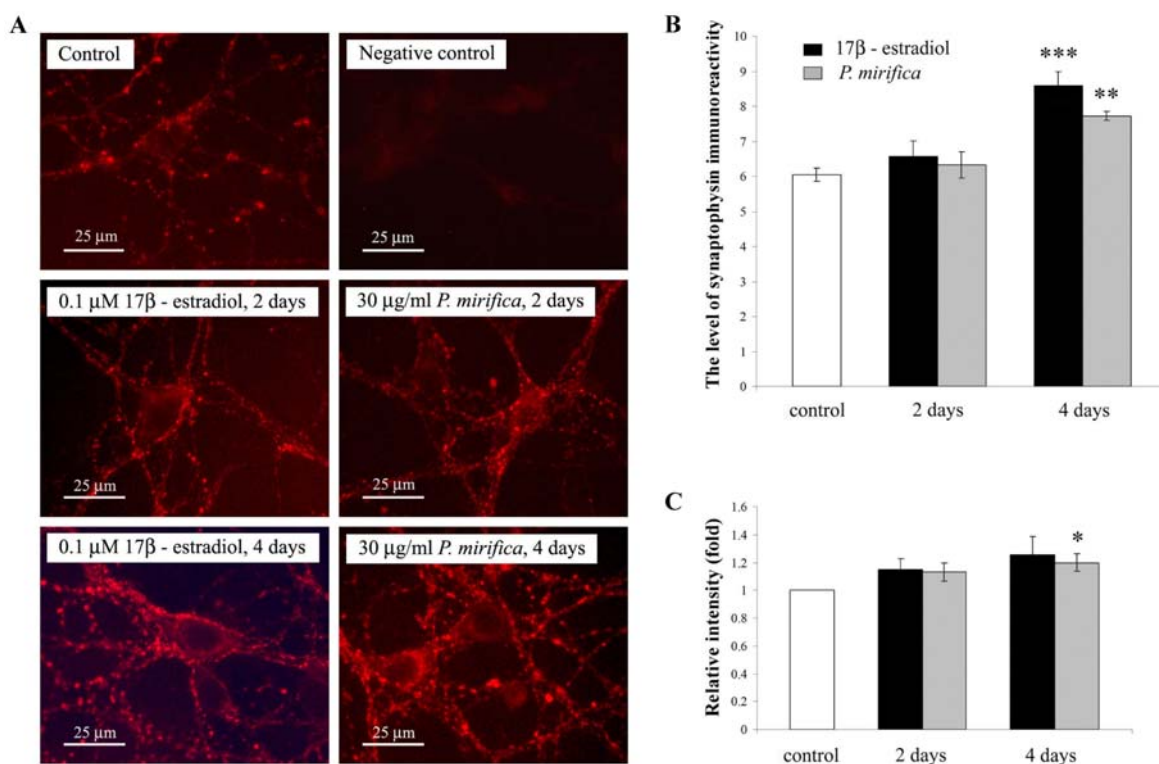 A
Control
Negative control
25 μm
25 μm
0.1 μM 17β - estradiol, 2 days
30 μg/ml P. mirifica, 2 days
25 μm
25 μm
0.1 μM 17β - estradiol, 4 days
30 μg/ml P. mirifica, 4 days
25 μm
25 μm
B
The level of synaptophysin immunoreactivity
10
9
8
7
6
5
4
3
2
1
0
17β - estradiol
P. mirifica
***
**
control
2 days
4 days
C
Relative intensity (fold)
1.6
1.4
1.2
1
0.8
0.6
0.4
0.2
0
*
control
2 days
4 days